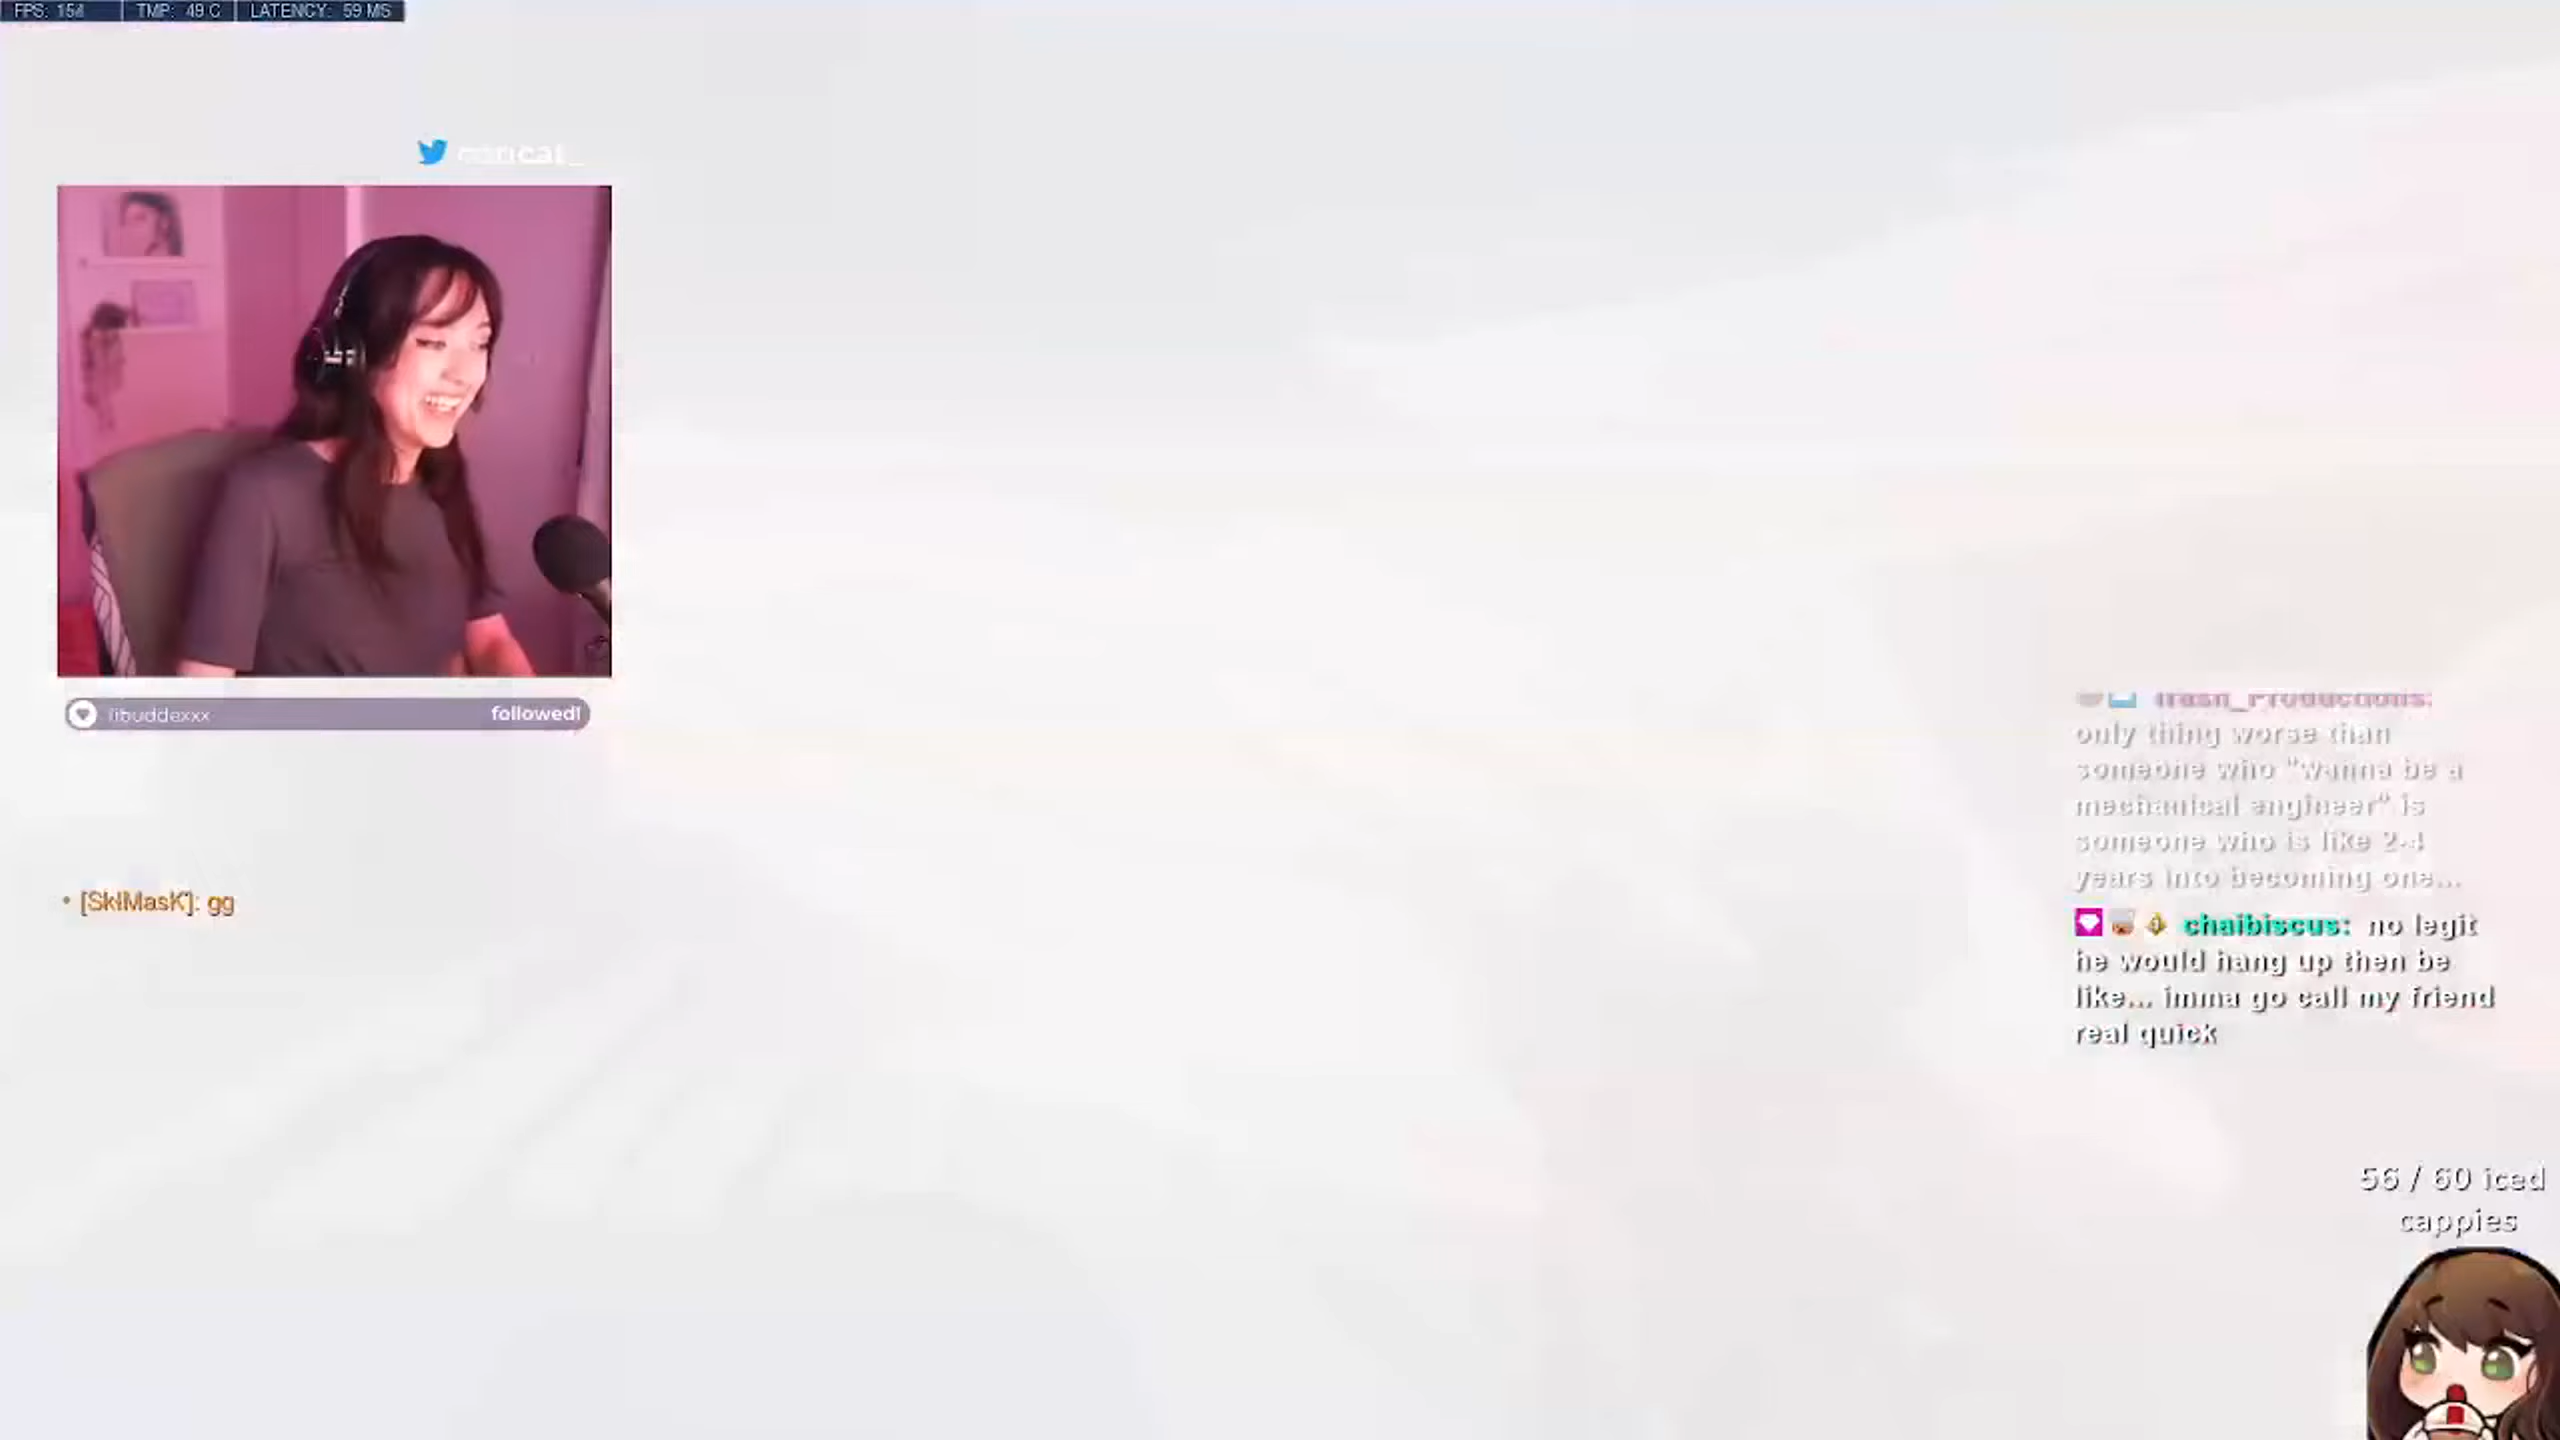 FPS: 154 TMP: 49 C LATENCY: 59 MS
followed!
[SkiMasK]: gg
Trash_Productions:
only thing worse than
someone who "wanna be a
mechanical engineer" is
someone who is like 2-4
years into becoming one...
chaibiscus: no legit
he would hang up then be
like... imma go call my friend
real quick
56 / 60 iced
cappies